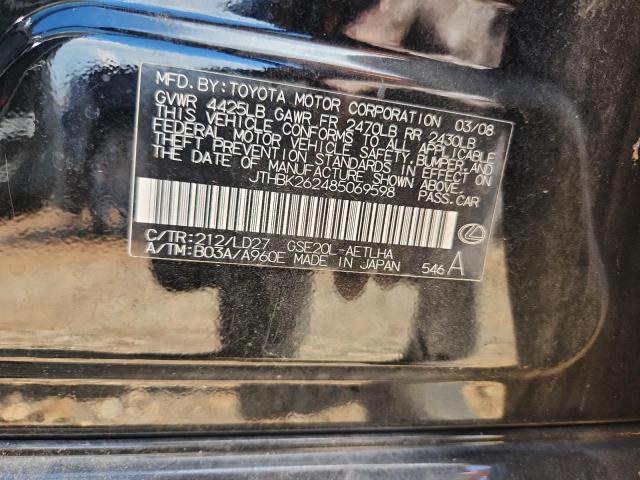 MFD. BY: TOYOTA MOTOR CORPORATION 03/08
GVWR 4425LB GAWR FR 2470LB RR 2430LB
THIS VEHICLE CONFORMS TO ALL APPLICABLE
FEDERAL MOTOR VEHICLE SAFETY, BUMPER, AND
THEFT PREVENTION STANDARDS IN EFFECT ON
THE DATE OF MANUFACTURE SHOWN ABOVE.
JTHBK262485069598 PASS.CAR
C/TR:212/LD27 GSE20L-AETLHA
A/TM:B03A/A960E MADE IN JAPAN 546 A